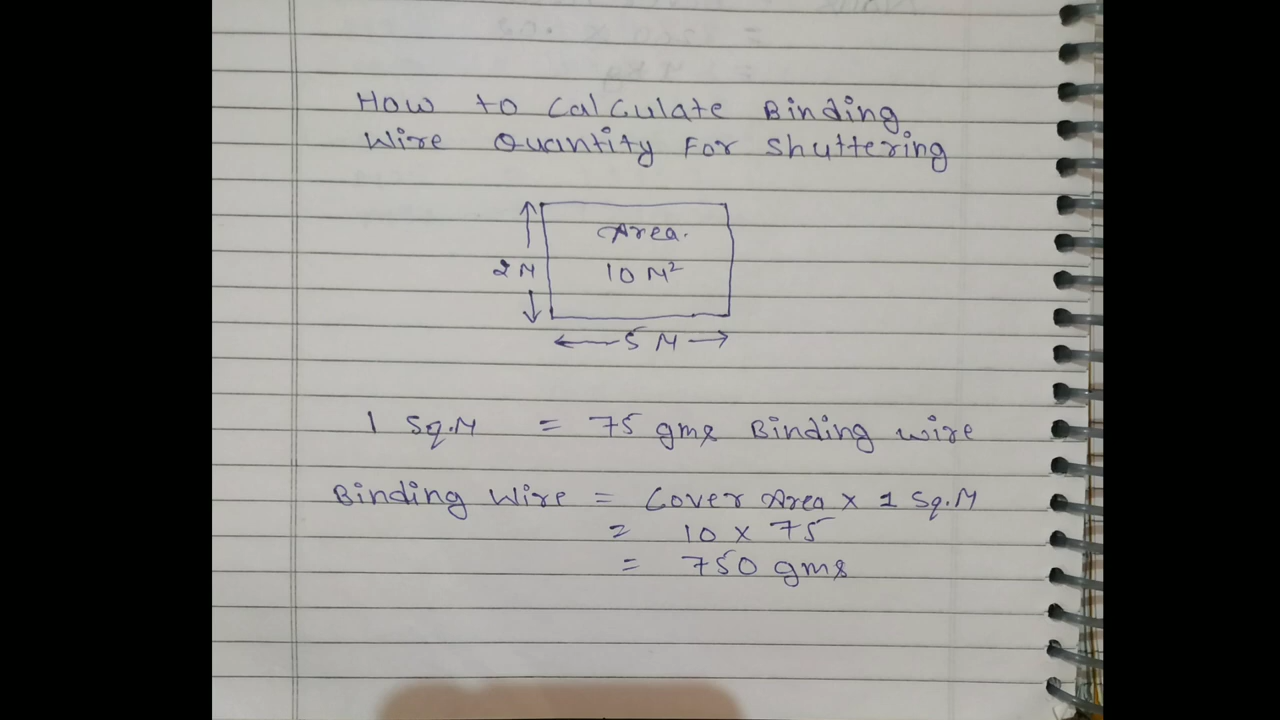 How to Calculate Binding
Wire Quantity For Shuttering
Area.
2 M
10 M²
5 M
1 Sq.M = 75 gms Binding wire
Binding Wire = Cover Area x 1 Sq.M
= 10 x 75
= 750 gms